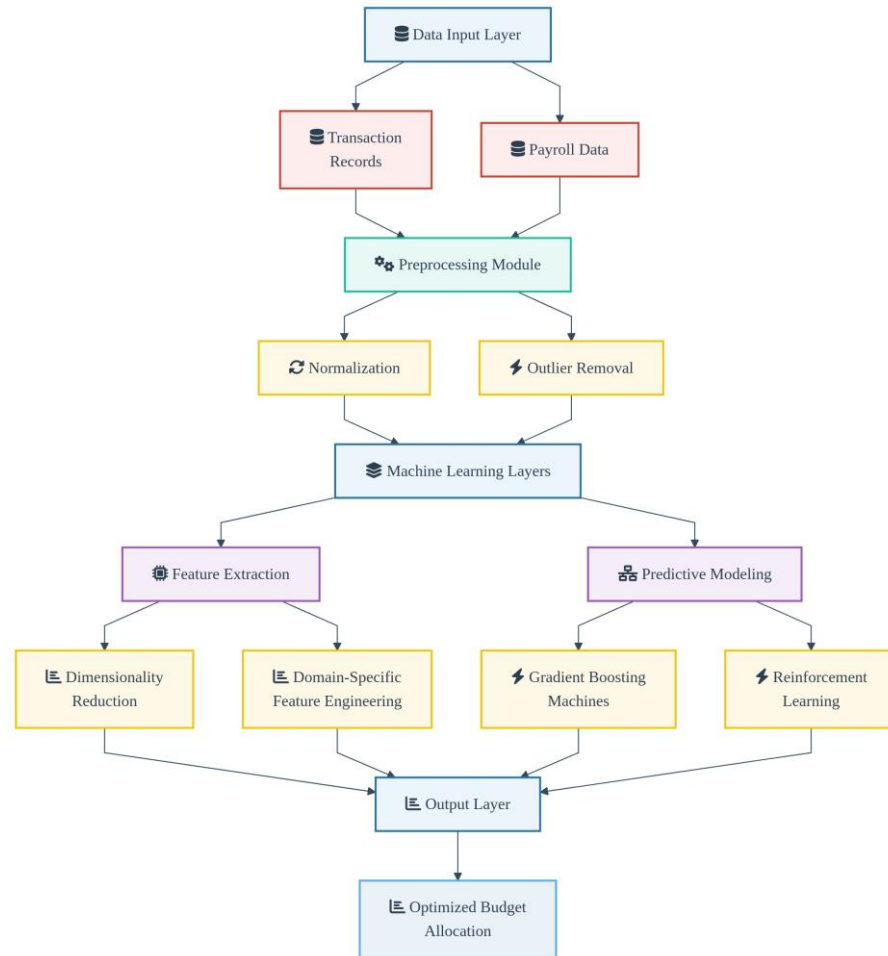 Data Input Layer
Transaction
Records
Payroll Data
Preprocessing Module
Normalization
Outlier Removal
Machine Learning Layers
Feature Extraction
Predictive Modeling
Dimensionality
Reduction
Domain-Specific
Feature Engineering
Gradient Boosting
Machines
Reinforcement
Learning
Output Layer
Optimized Budget
Allocation